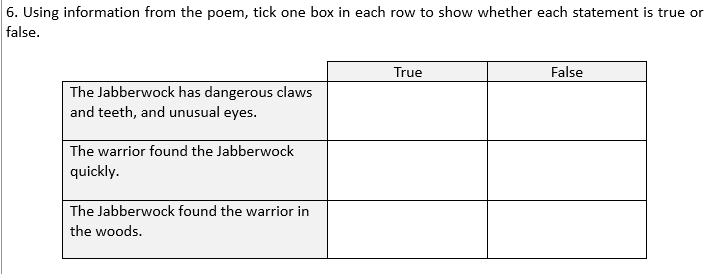 6. Using information from the poem, tick one box in each row to show whether each statement is true or
false.
True False
The Jabberwock has dangerous claws
and teeth, and unusual eyes.
The warrior found the Jabberwock
quickly.
The Jabberwock found the warrior in
the woods.